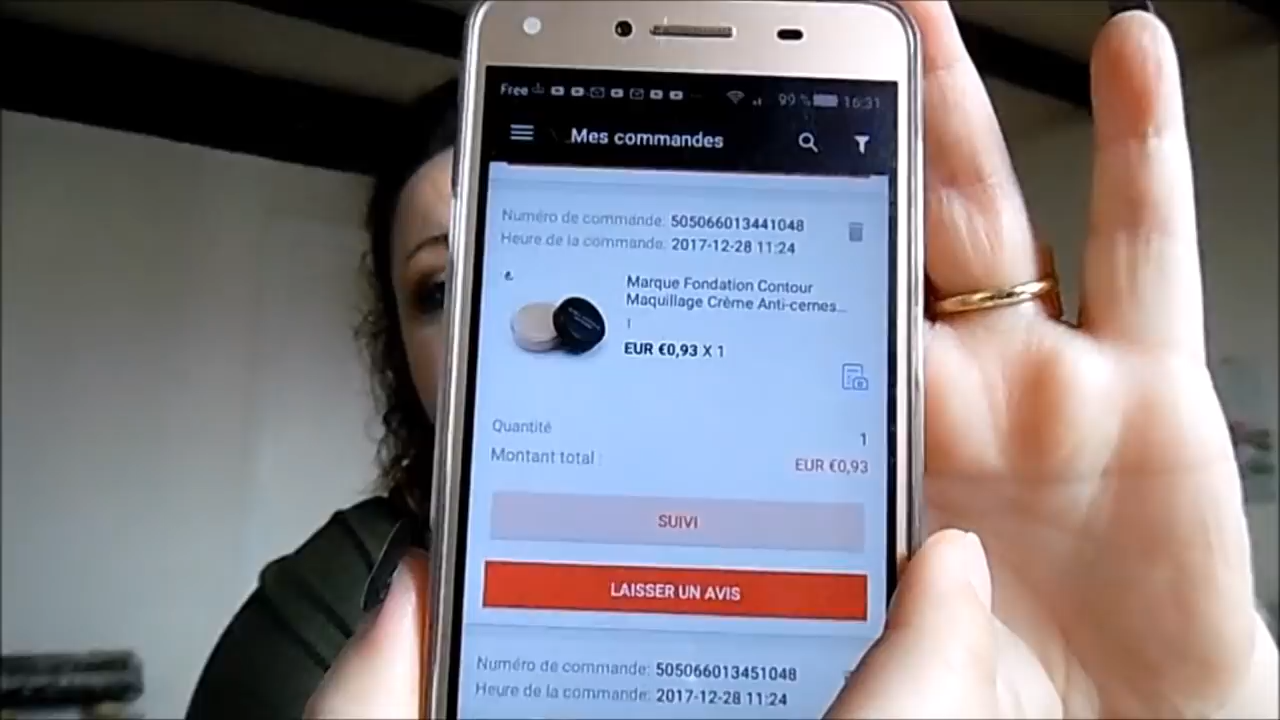 Free 99 % 16:31
Mes commandes
Numéro de commande: 505066013441048
Heure de la commande: 2017-12-28 11:24
Marque Fondation Contour
Maquillage Crème Anti-cernes...
1
EUR €0,93 X 1
Quantité 1
Montant total : EUR €0,93
SUIVI
LAISSER UN AVIS
Numéro de commande: 505066013451048
Heure de la commande: 2017-12-28 11:24